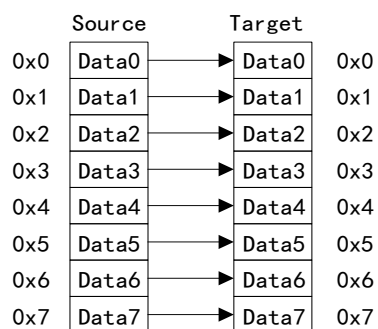 Source Target
0x0 Data0 Data0 0x0
0x1 Data1 Data1 0x1
0x2 Data2 Data2 0x2
0x3 Data3 Data3 0x3
0x4 Data4 Data4 0x4
0x5 Data5 Data5 0x5
0x6 Data6 Data6 0x6
0x7 Data7 Data7 0x7